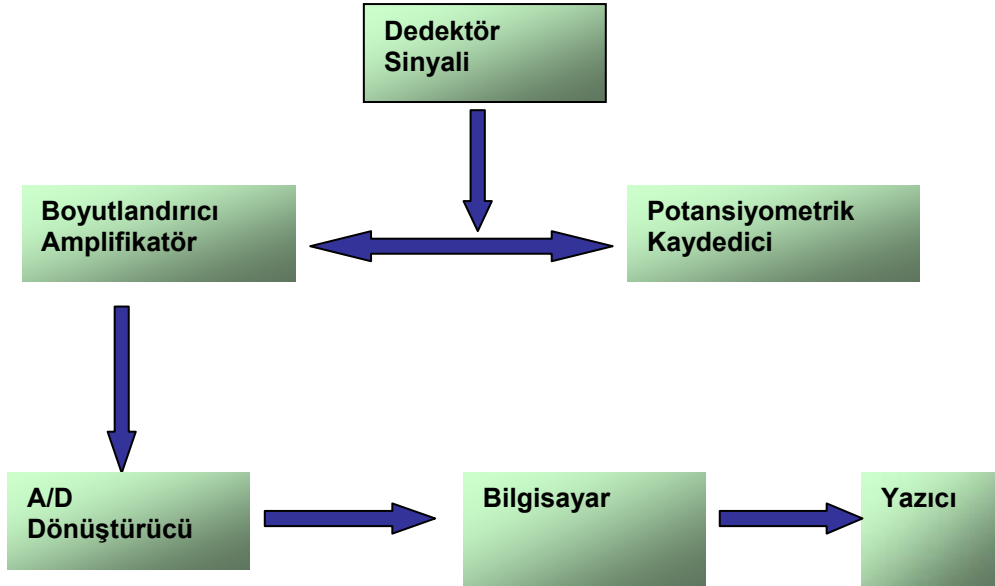 Dedektör
Sinyali
Boyutlandırıcı
Amplifikatör
Potansiyometrik
Kaydedici
A/D
Dönüştürücü
Bilgisayar
Yazıcı